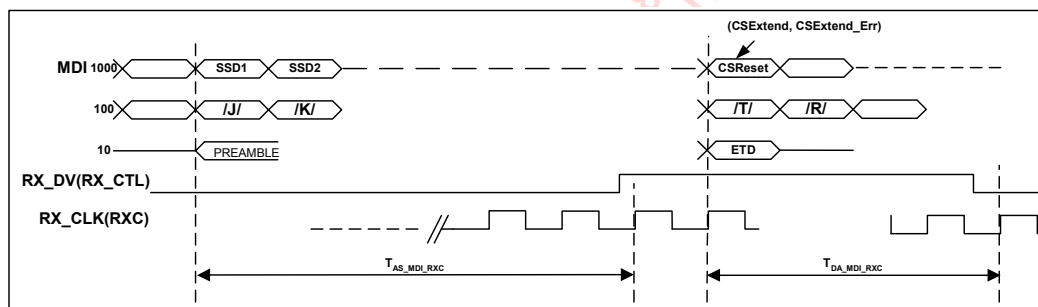 (CSExtend, CSExtend_Err)
MDI 1000 SSD1 SSD2 CSReset
100 /J/ /K/ /T/ /R/
10 PREAMBLE ETD
RX_DV(RX_CTL)
RX_CLK(RXC)
TAS_MDI_RXC TDA_MDI_RXC